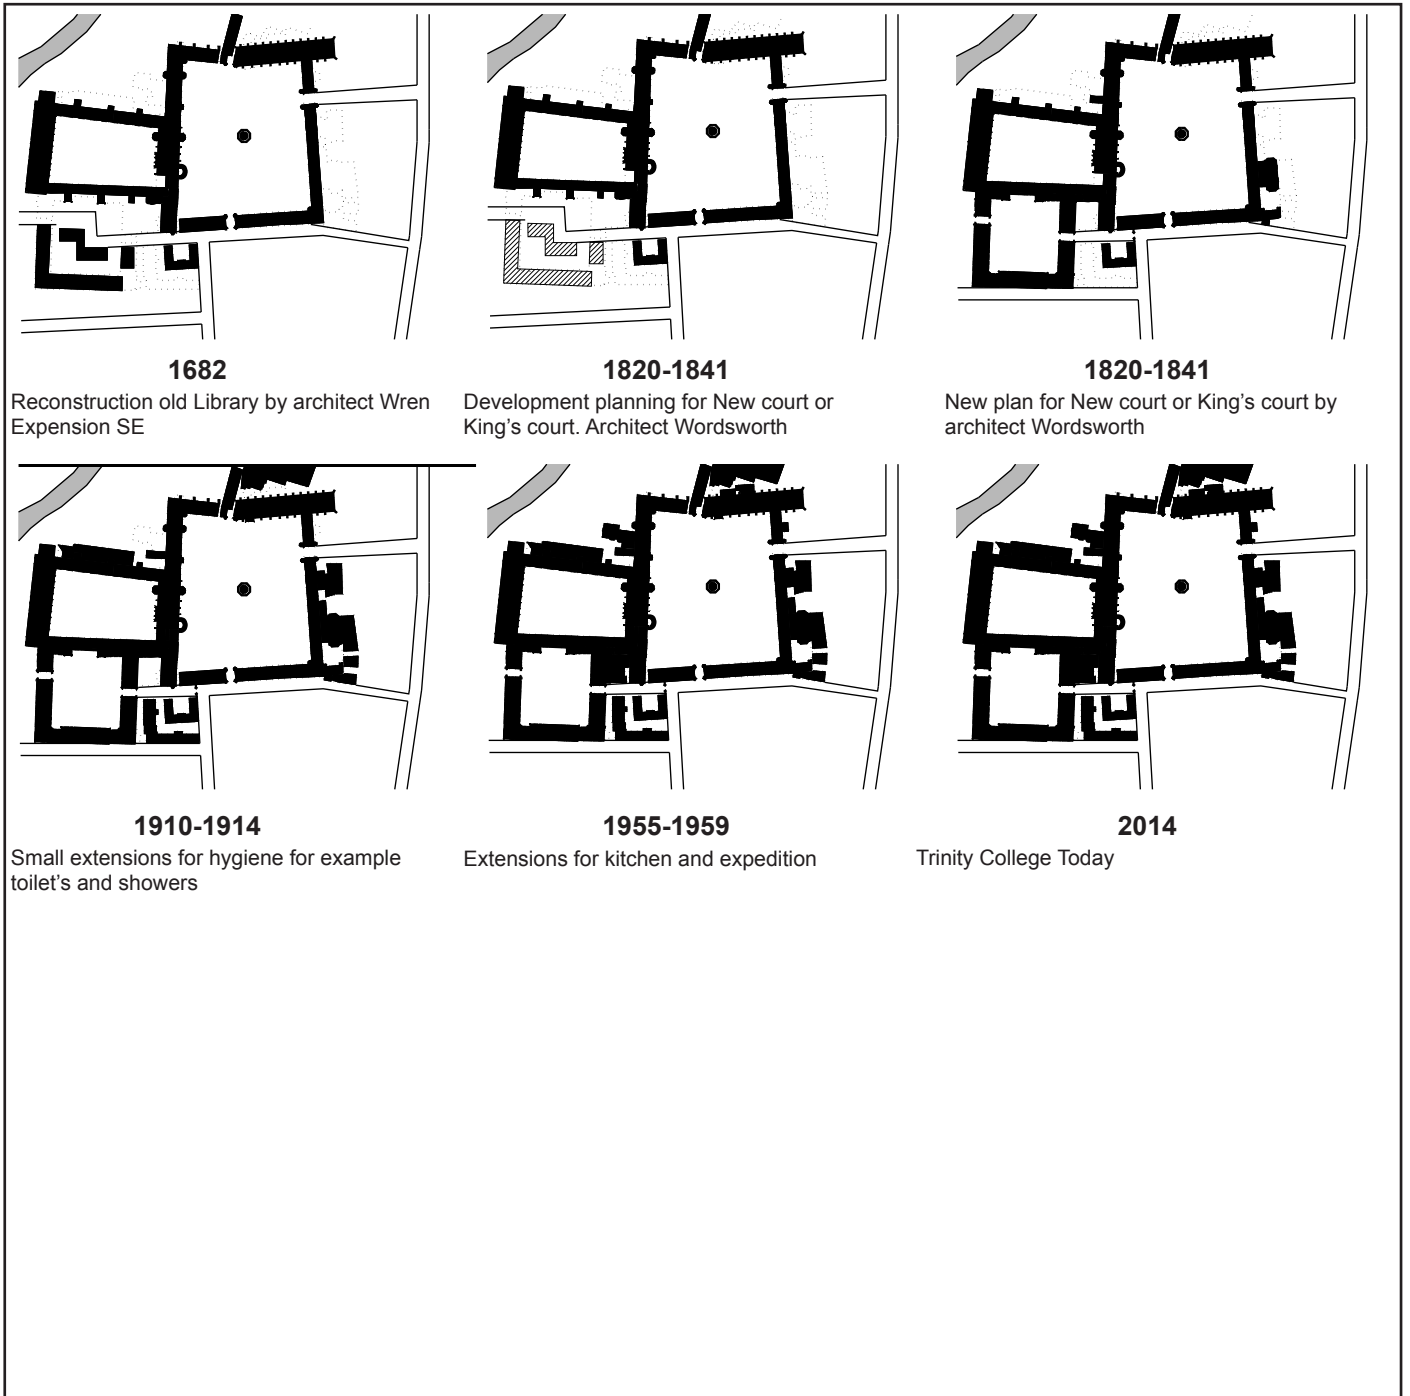 1682
Reconstruction old Library by architect Wren
Expension SE
1820-1841
Development planning for New court or
King's court. Architect Wordsworth
1820-1841
New plan for New court or King's court by
architect Wordsworth
1910-1914
Small extensions for hygiene for example
toilet's and showers
1955-1959
Extensions for kitchen and expedition
2014
Trinity College Today